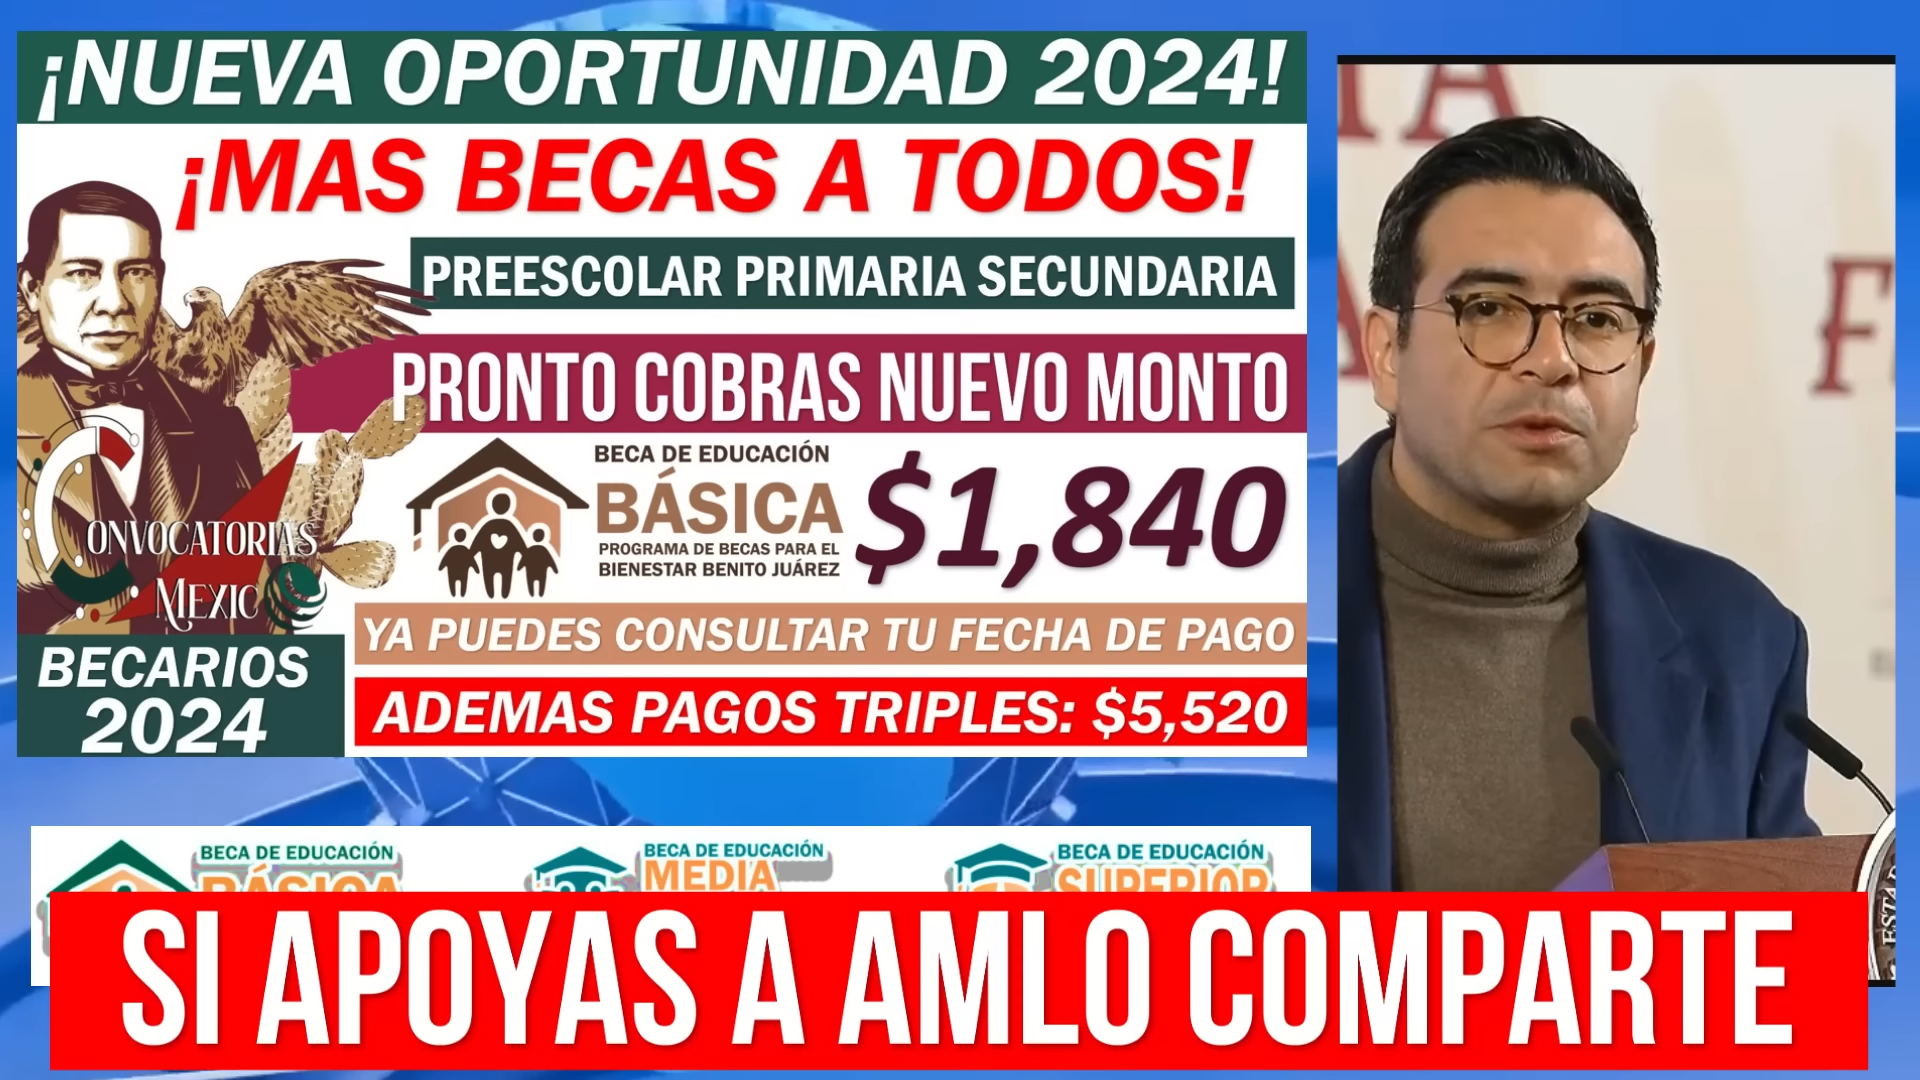 ¡NUEVA OPORTUNIDAD 2024!
¡MAS BECAS A TODOS!
PREESCOLAR PRIMARIA SECUNDARIA
PRONTO COBRAS NUEVO MONTO
BECA DE EDUCACIÓN
BÁSICA
PROGRAMA DE BECAS PARA EL
BIENESTAR BENITO JUÁREZ
$1,840
CONVOCATORIAS
MEXICO
YA PUEDES CONSULTAR TU FECHA DE PAGO
BECARIOS
2024
ADEMAS PAGOS TRIPLES: $5,520
BECA DE EDUCACIÓN
BÁSICA
BECA DE EDUCACIÓN
MEDIA
BECA DE EDUCACIÓN
SUPERIOR
SI APOYAS A AMLO COMPARTE